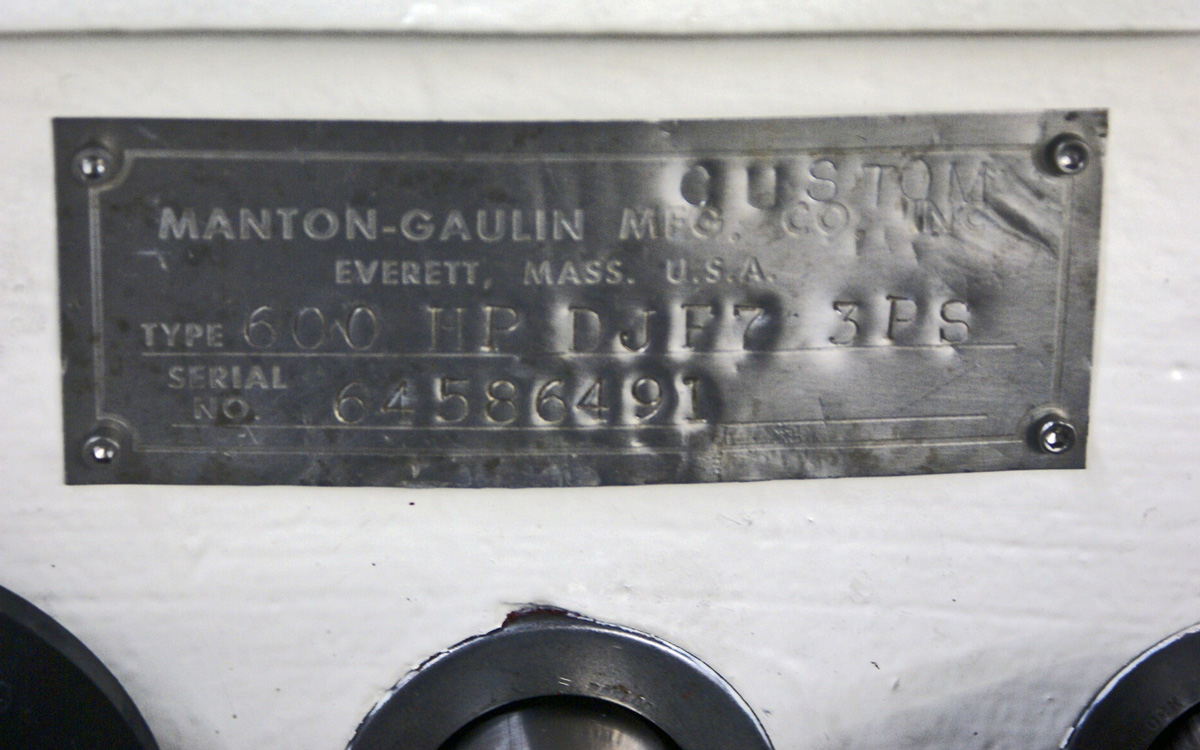 CUSTOM
MANTON-GAULIN MFG. CO. INC
EVERETT, MASS. U.S.A.
TYPE 600 HP DJF7 3PS
SERIAL
NO. 64586491